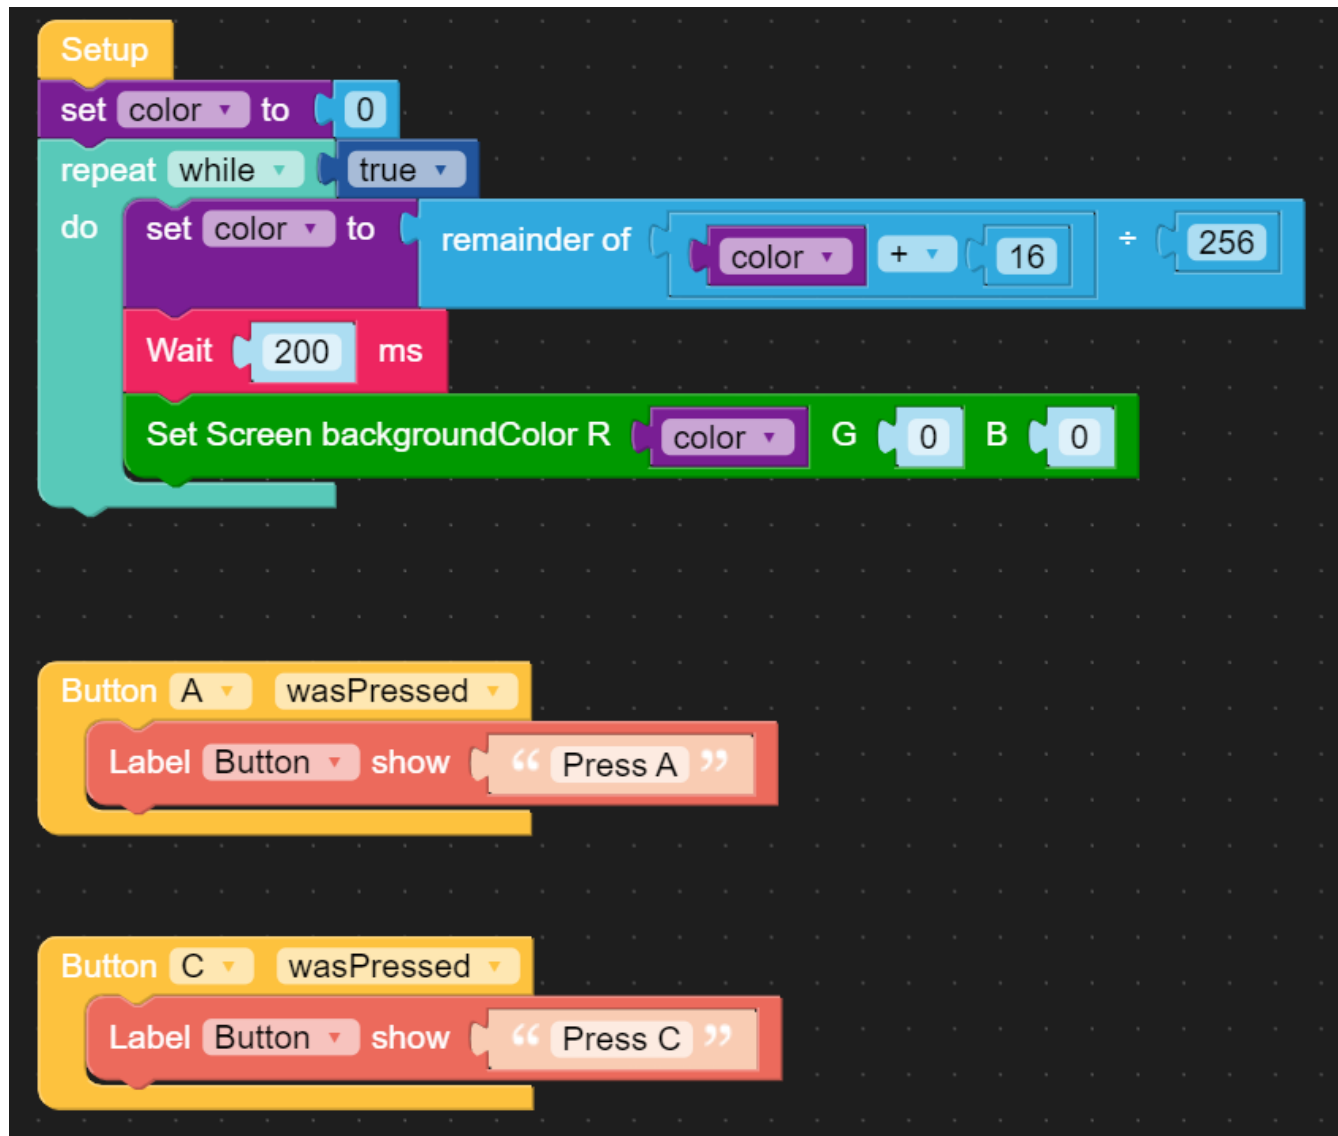 Setup
set color to 0
repeat while true
do set color to remainder of color + 16 ÷ 256
Wait 200 ms
Set Screen backgroundColor R color G 0 B 0
Button A wasPressed
Label Button show “ Press A ”
Button C wasPressed
Label Button show “ Press C ”